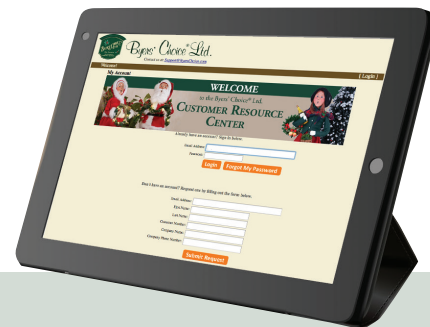 Byers' Choice® Ltd.
Contact us at: Support@ByersChoice.com
Welcome!
[ Login ]
My Account
WELCOME
to the Byers' Choice® Ltd.
CUSTOMER RESOURCE
CENTER
Already have an account? Sign in below.
Email Address:
Password:
Login Forgot My Password
Don't have an account? Request one by filling out the form below.
Email Address:
First Name:
Last Name:
Customer Number:
Company Name:
Company Phone Number:
Submit Request